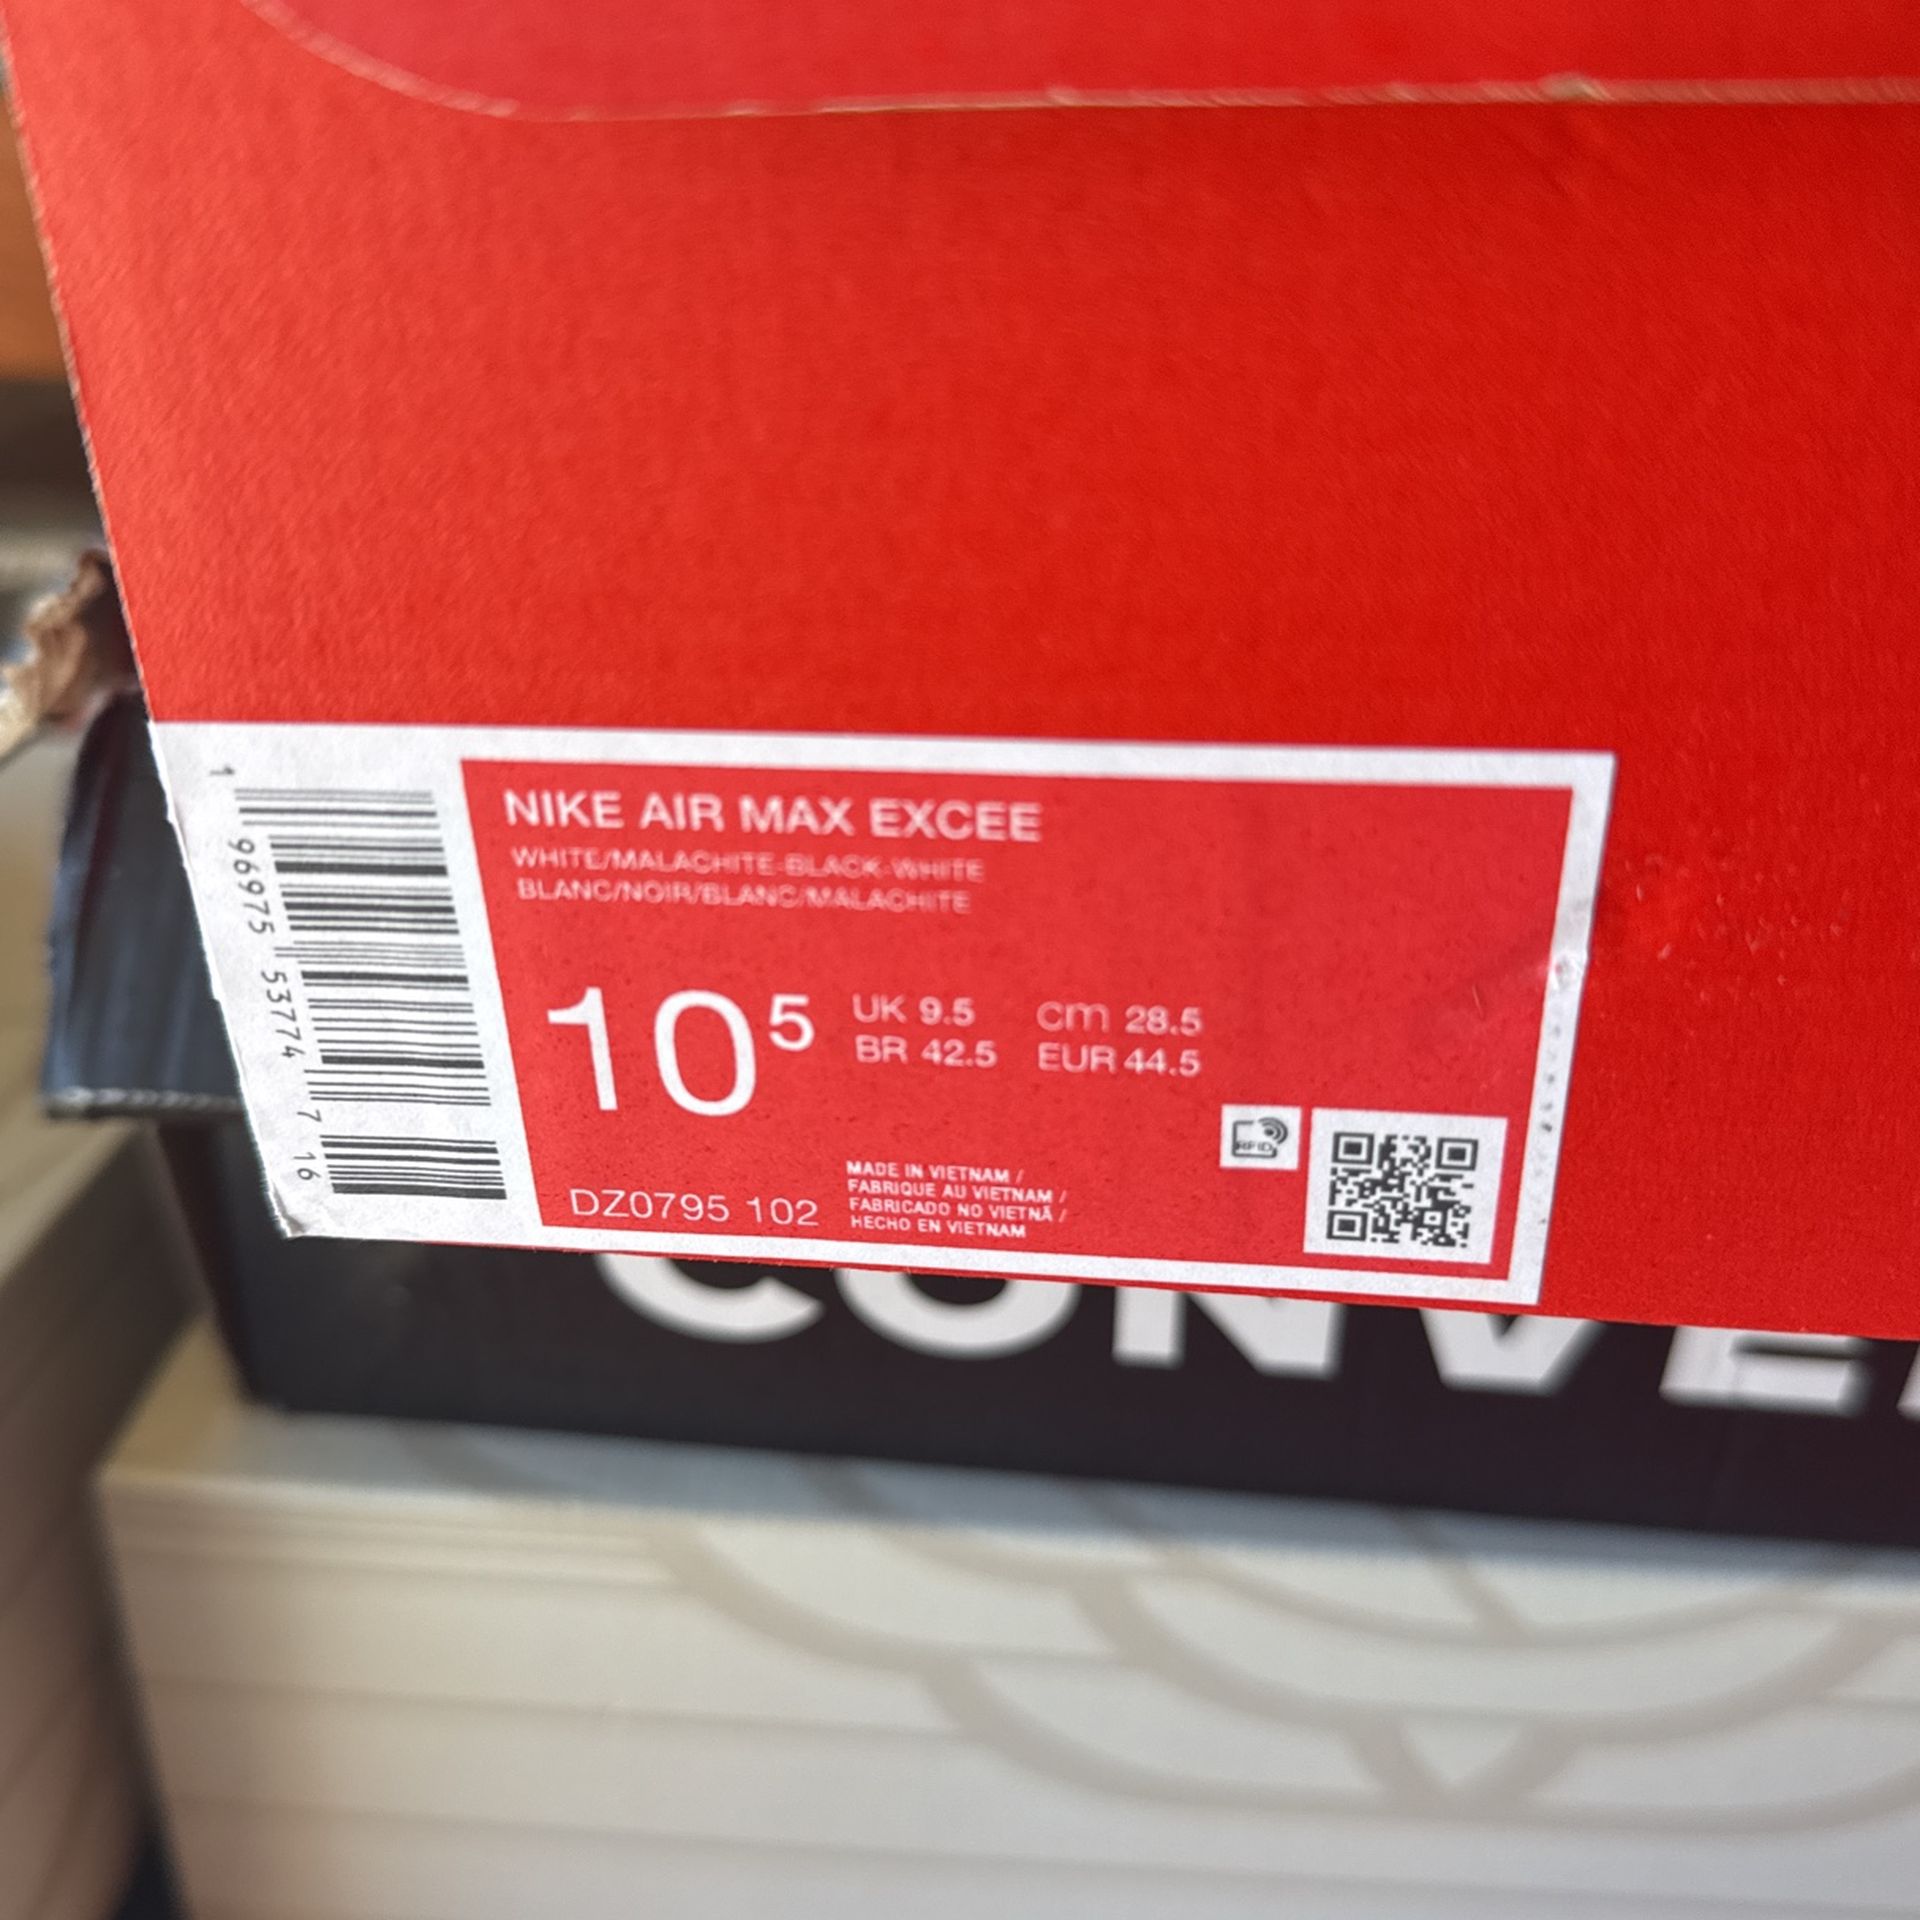 NIKE AIR MAX EXCEE
WHITE/MALACHITE-BLACK-WHITE
BLANC/NOIR/BLANC/MALACHITE
10 5
UK 9.5 cm 28.5
BR 42.5 EUR 44.5
RFID
DZ0795 102
MADE IN VIETNAM /
FABRIQUE AU VIETNAM /
FABRICADO NO VIETNÃ /
HECHO EN VIETNAM
1 96975 53774 7 16
CONVE